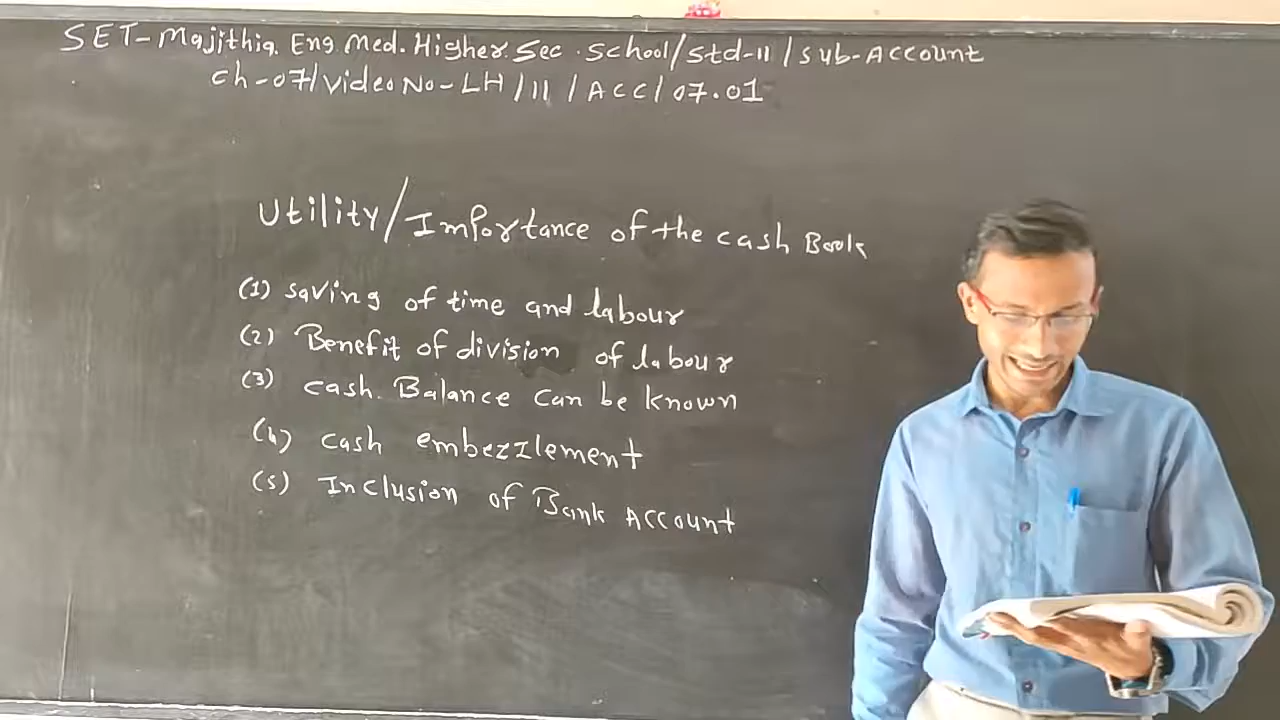 SET-Majithia Eng Med. Higher Sec. School/Std-11/Sub-Account
Ch-07/Video No-LH/11/ACC/07.01
Utility/Importance of the cash Book
(1) Saving of time and labour
(2) Benefit of division of labour
(3) cash Balance can be known
(4) cash embezzlement
(5) Inclusion of Bank Account